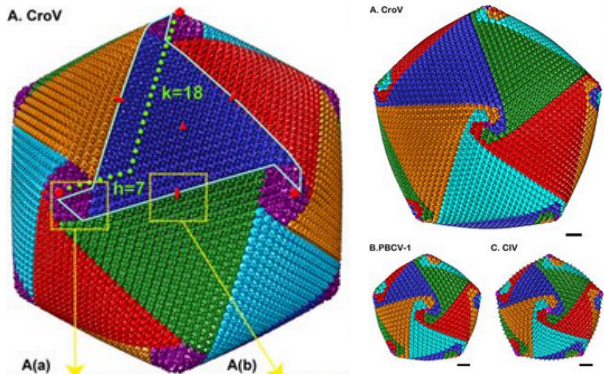 A. CroV
k=18
h=7
A(a)
A(b)
A. CroV
B.PBCV-1
C. CIV